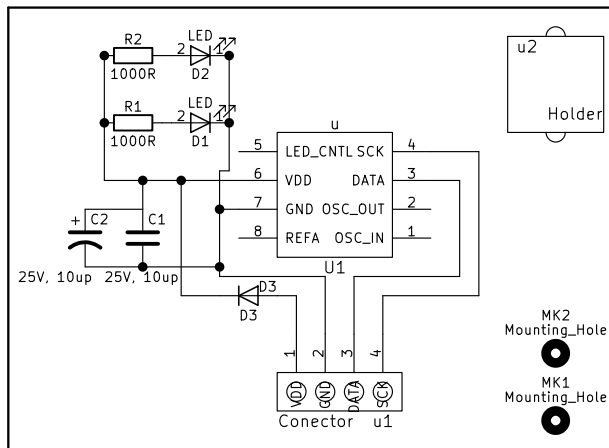 R2
1000R
2
LED
1
D2
R1
1000R
2
LED
1
D1
u2
Holder
u
5
LED_CNTL SCK
4
6
VDD
DATA
3
7
GND
OSC_OUT
2
8
REFA
OSC_IN
1
U1
+
C2
C1
25V, 10up
25V, 10up
D3
D3
1
2
3
4
VDD
GND
DATA
SCK
Conector
u1
MK2
Mounting_Hole
MK1
Mounting_Hole